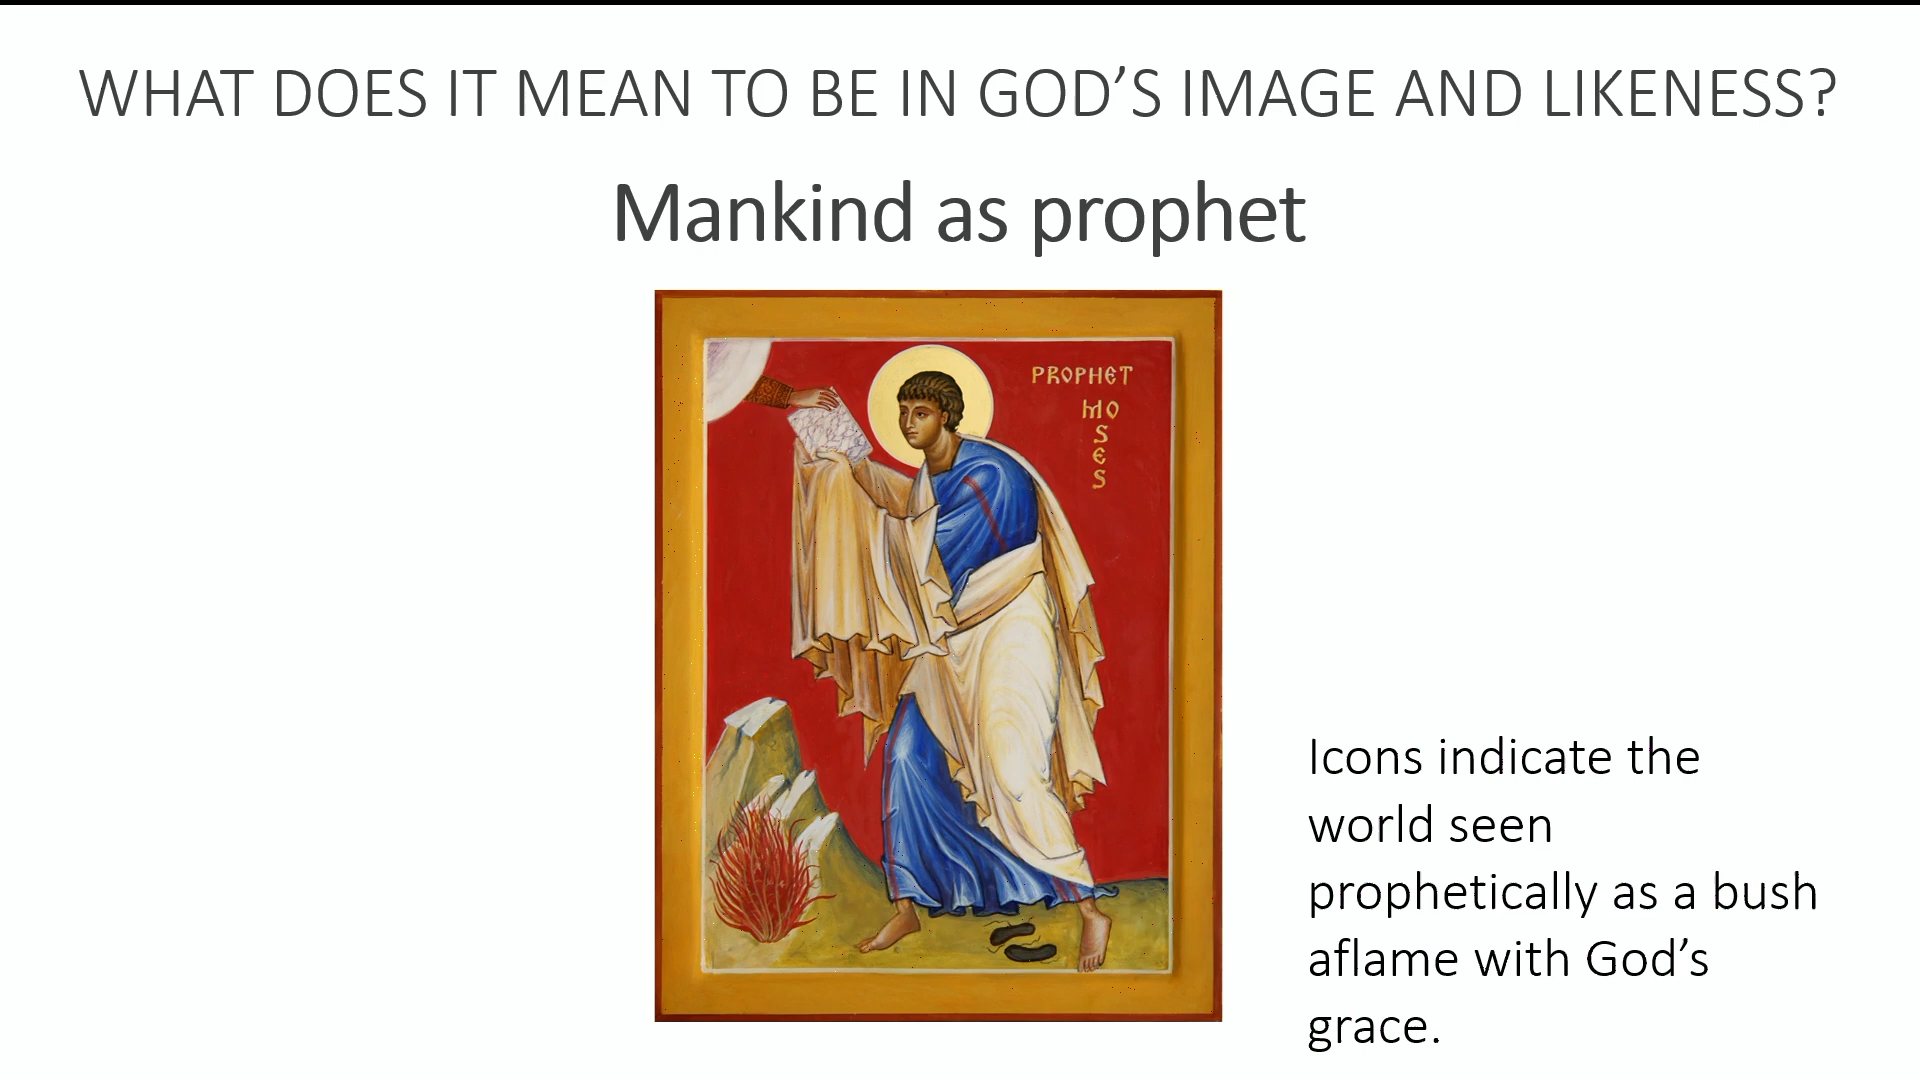 WHAT DOES IT MEAN TO BE IN GOD’S IMAGE AND LIKENESS?
Mankind as prophet
PROPHET
MO
S
E
S
Icons indicate the
world seen
prophetically as a bush
aflame with God’s
grace.